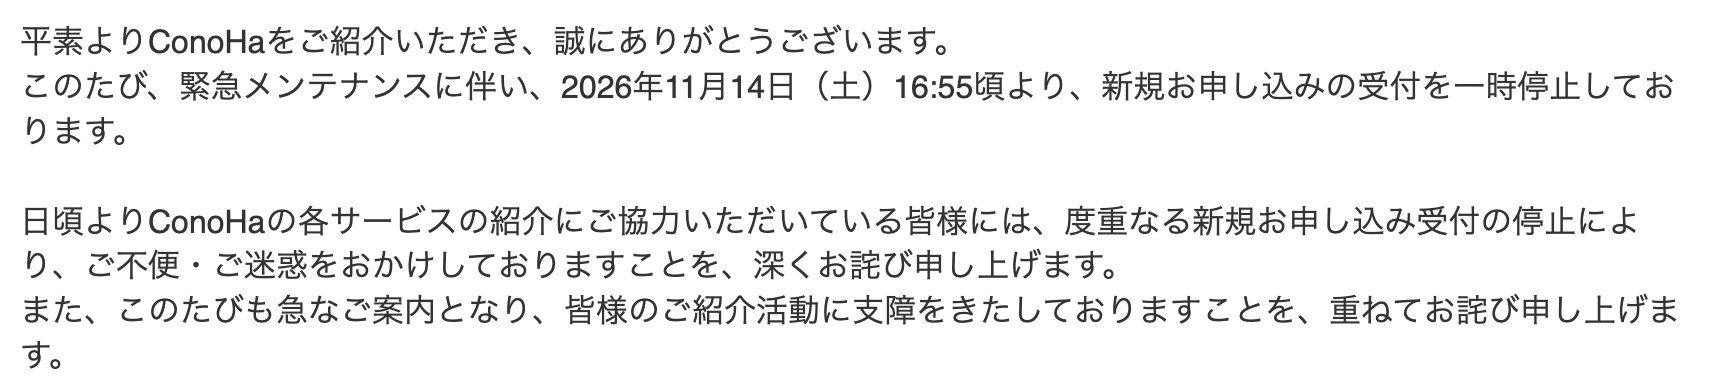 平素よりConoHaをご紹介いただき、誠にありがとうございます。
このたび、緊急メンテナンスに伴い、2026年11月14日（土）16:55頃より、新規お申し込みの受付を一時停止してお
ります。
日頃よりConoHaの各サービスの紹介にご協力いただいている皆様には、度重なる新規お申し込み受付の停止によ
り、ご不便・ご迷惑をおかけしておりますことを、深くお詫び申し上げます。
また、このたびも急なご案内となり、皆様のご紹介活動に支障をきたしておりますことを、重ねてお詫び申し上げま
す。